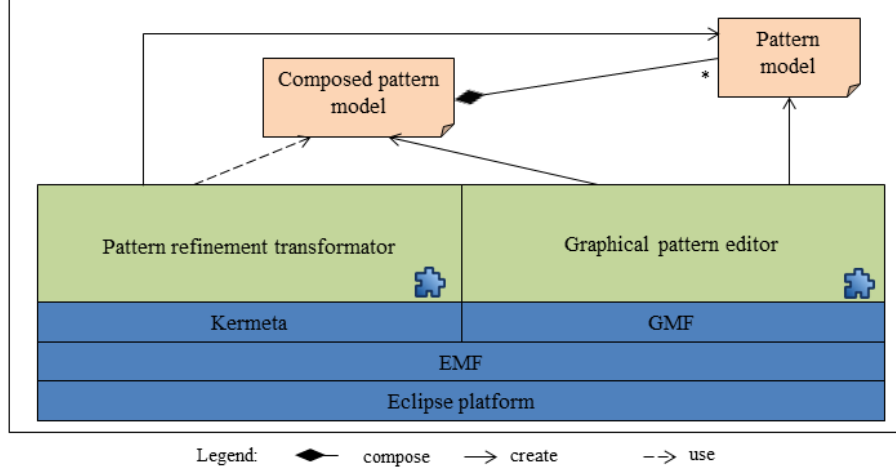 Pattern
model
*
Composed pattern
model
Pattern refinement transformator
Graphical pattern editor
Kermeta
GMF
EMF
Eclipse platform
Legend: compose create use